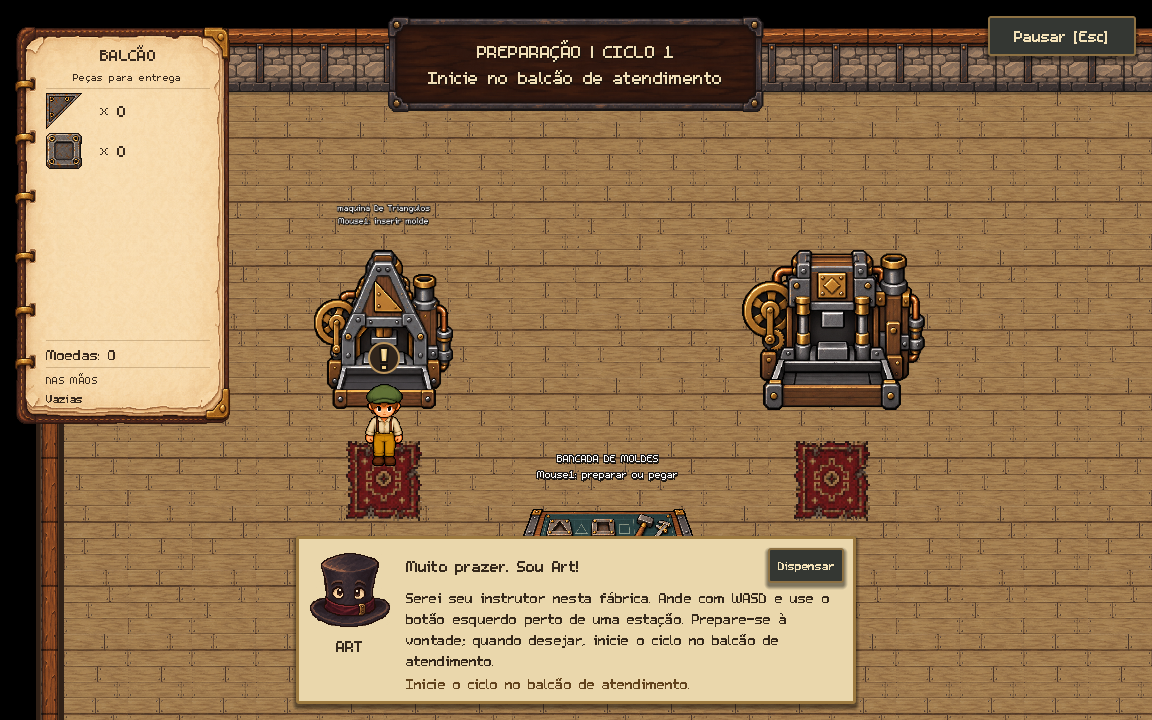 BALCÃO
Peças para entrega
x 0
x 0
Moedas: 0
NAS MÃOS
Vazias
PREPARAÇÃO | CICLO 1
Inicie no balcão de atendimento
Pausar [Esc]
maquina De Triangulos
Mouse1: inserir molde
!
BANCADA DE MOLDES
Mouse1: preparar ou pegar
Muito prazer. Sou Art!
Dispensar
Serei seu instrutor nesta fábrica. Ande com WASD e use o
botão esquerdo perto de uma estação. Prepare-se à
vontade; quando desejar, inicie o ciclo no balcão de
atendimento.
ART
Inicie o ciclo no balcão de atendimento.